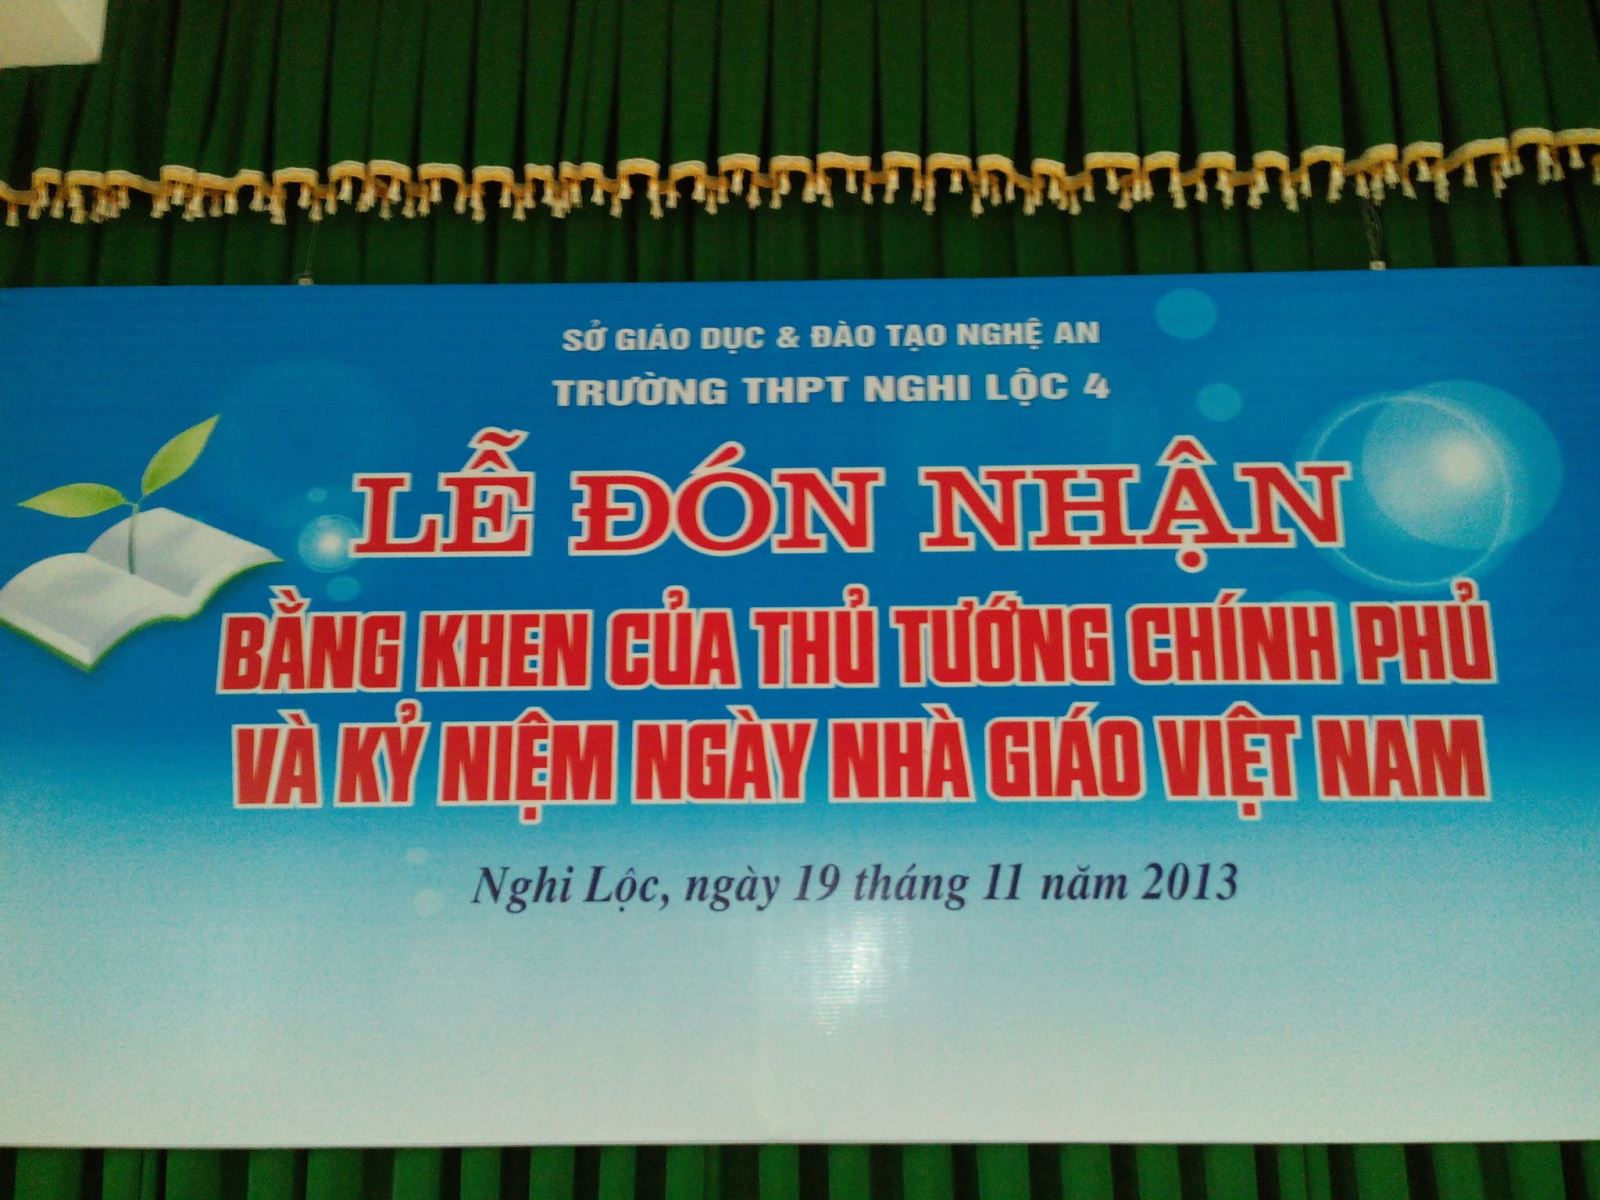 SỞ GIÁO DỤC & ĐÀO TẠO NGHỆ AN
TRƯỜNG THPT NGHI LỘC 4
LỄ ĐÓN NHẬN
BẰNG KHEN CỦA THỦ TƯỚNG CHÍNH PHỦ
VÀ KỶ NIỆM NGÀY NHÀ GIÁO VIỆT NAM
Nghi Lộc, ngày 19 tháng 11 năm 2013